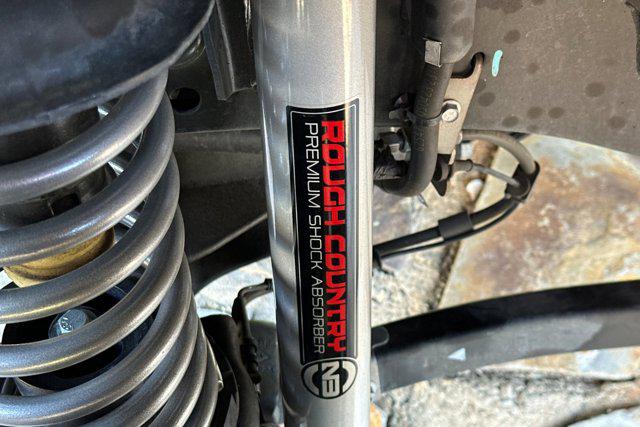 ROUGH COUNTRY
PREMIUM SHOCK ABSORBER
N3